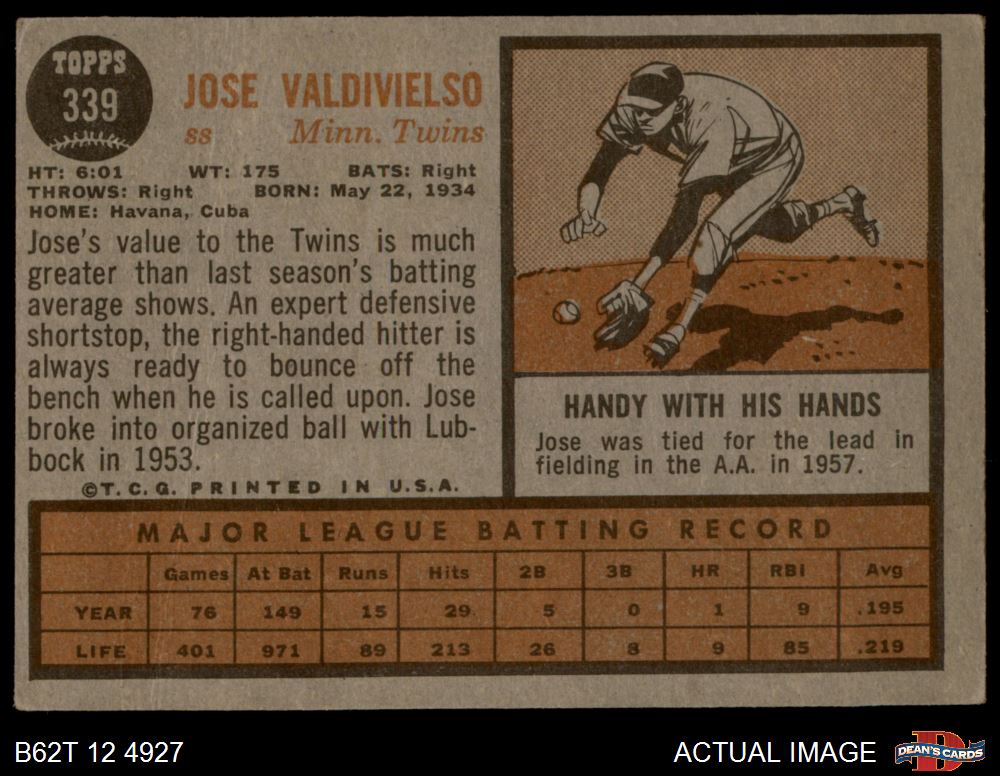 TOPPS
339
JOSE VALDIVIELSO
ss Minn. Twins
HT: 6:01 WT: 175 BATS: Right
THROWS: Right BORN: May 22, 1934
HOME: Havana, Cuba
Jose's value to the Twins is much
greater than last season's batting
average shows. An expert defensive
shortstop, the right-handed hitter is
always ready to bounce off the
bench when he is called upon. Jose
broke into organized ball with Lub-
bock in 1953.
©T. C. G. PRINTED IN U.S.A.
HANDY WITH HIS HANDS
Jose was tied for the lead in
fielding in the A.A. in 1957.
MAJOR LEAGUE BATTING RECORD
Games At Bat Runs Hits 2B 3B HR RBI Avg
YEAR 76 149 15 29 5 0 1 9 .195
LIFE 401 971 89 213 26 8 9 85 .219
B62T 12 4927
ACTUAL IMAGE
D
DEAN'S CARDS